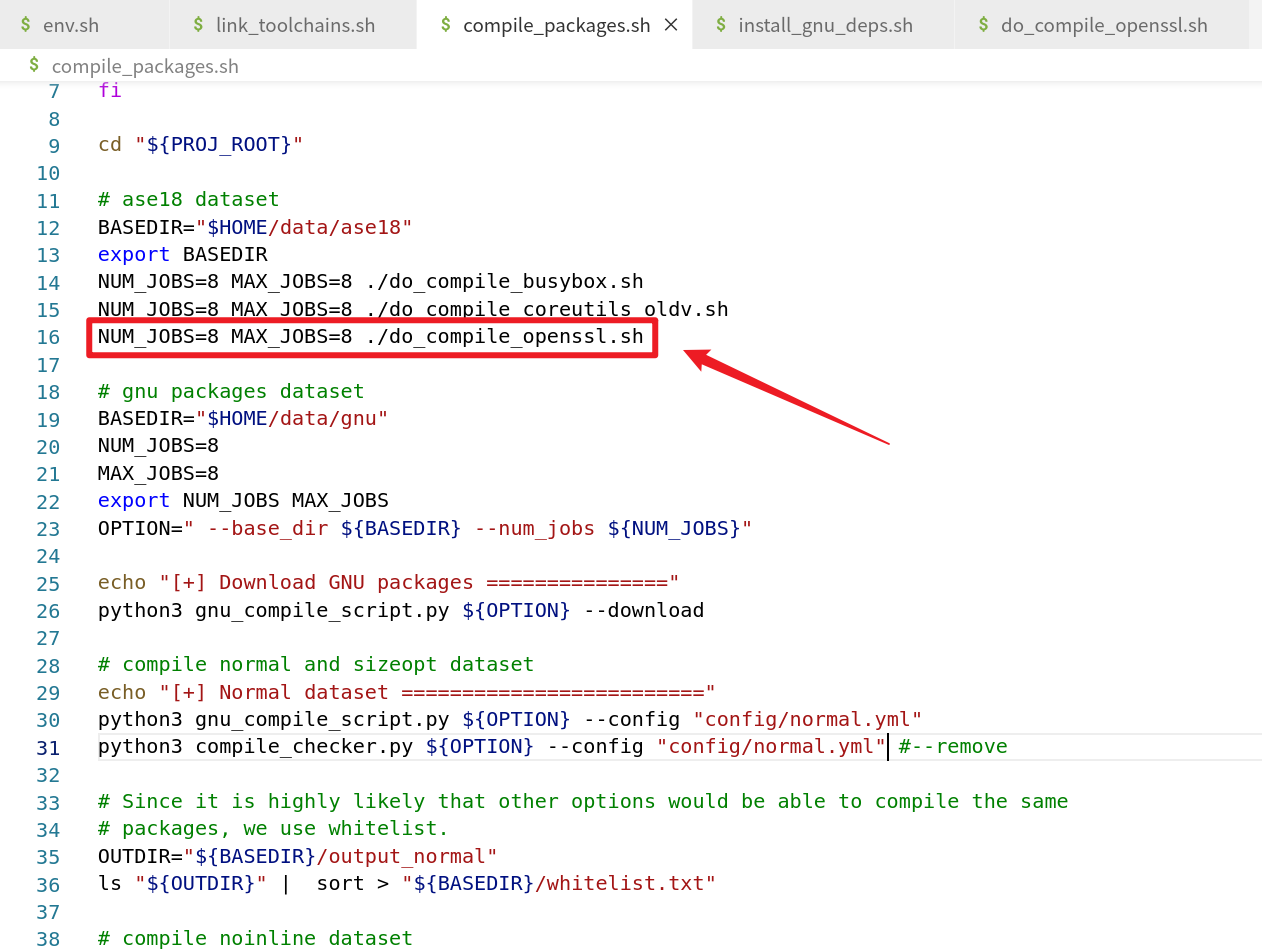 $ env.sh $ link_toolchains.sh $ compile_packages.sh × $ install_gnu_deps.sh $ do_compile_openssl.sh
$ compile_packages.sh
7 fi
8
9 cd "${PROJ_ROOT}"
10
11 # ase18 dataset
12 BASEDIR="$HOME/data/ase18"
13 export BASEDIR
14 NUM_JOBS=8 MAX_JOBS=8 ./do_compile_busybox.sh
15 NUM_JOBS=8 MAX_JOBS=8 ./do_compile_coreutils_oldv.sh
16 NUM_JOBS=8 MAX_JOBS=8 ./do_compile_openssl.sh
17
18 # gnu packages dataset
19 BASEDIR="$HOME/data/gnu"
20 NUM_JOBS=8
21 MAX_JOBS=8
22 export NUM_JOBS MAX_JOBS
23 OPTION=" --base_dir ${BASEDIR} --num_jobs ${NUM_JOBS}"
24
25 echo "[+] Download GNU packages ==============="
26 python3 gnu_compile_script.py ${OPTION} --download
27
28 # compile normal and sizeopt dataset
29 echo "[+] Normal dataset ========================="
30 python3 gnu_compile_script.py ${OPTION} --config "config/normal.yml"
31 python3 compile_checker.py ${OPTION} --config "config/normal.yml" #--remove
32
33 # Since it is highly likely that other options would be able to compile the same
34 # packages, we use whitelist.
35 OUTDIR="${BASEDIR}/output_normal"
36 ls "${OUTDIR}" |  sort > "${BASEDIR}/whitelist.txt"
37
38 # compile noinline dataset